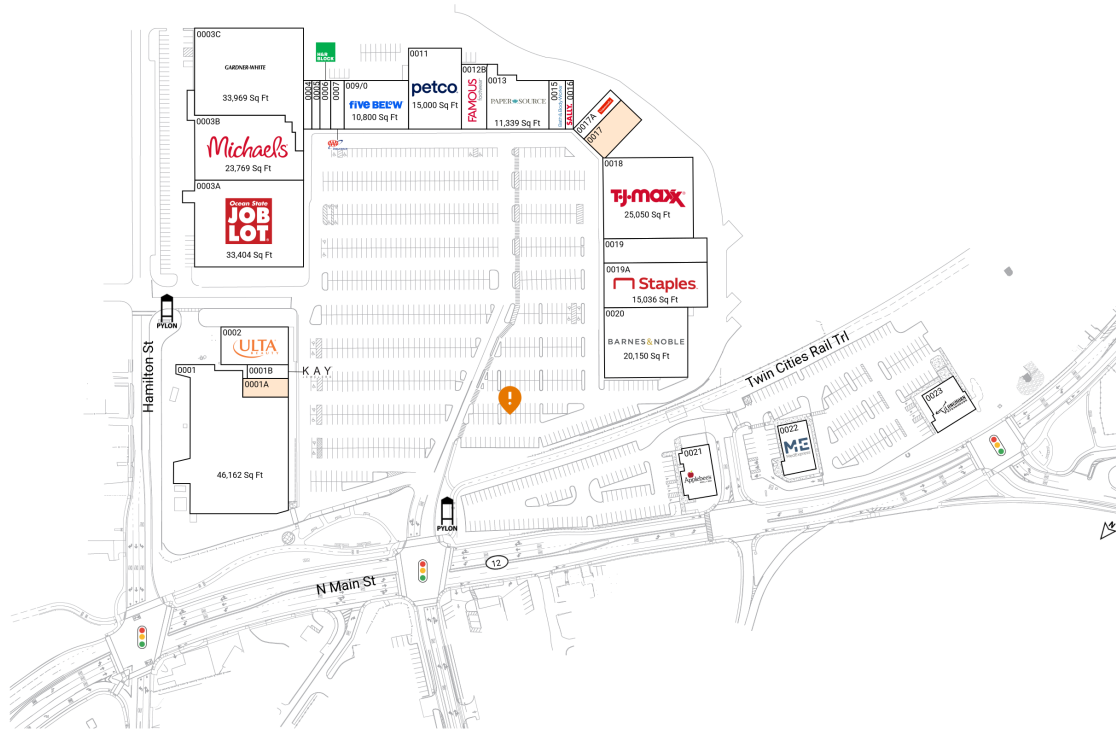 0003C
GARDNER-WHITE
33,969 Sq Ft
0003B
Michaels
23,769 Sq Ft
0003A
Ocean State
JOB
LOT
33,404 Sq Ft
H&R
BLOCK
0004
0005
0006
0007
009/0
five BELOW
10,800 Sq Ft
0011
petco
15,000 Sq Ft
0012B
FAMOUS
footwear
0013
PAPER SOURCE
11,339 Sq Ft
0015
Bath & Body Works
0016
SALLY
0017A
0017
0018
T.J.maxx
25,050 Sq Ft
0019
0019A
Staples
15,036 Sq Ft
0020
BARNES&NOBLE
20,150 Sq Ft
PYLON
Hamilton St
0002
ULTA
BEAUTY
0001
0001B
KAY
0001A
46,162 Sq Ft
!
Twin Cities Rail Trl
0021
Applebee's
0022
ME
0023
PYLON
12
N Main St